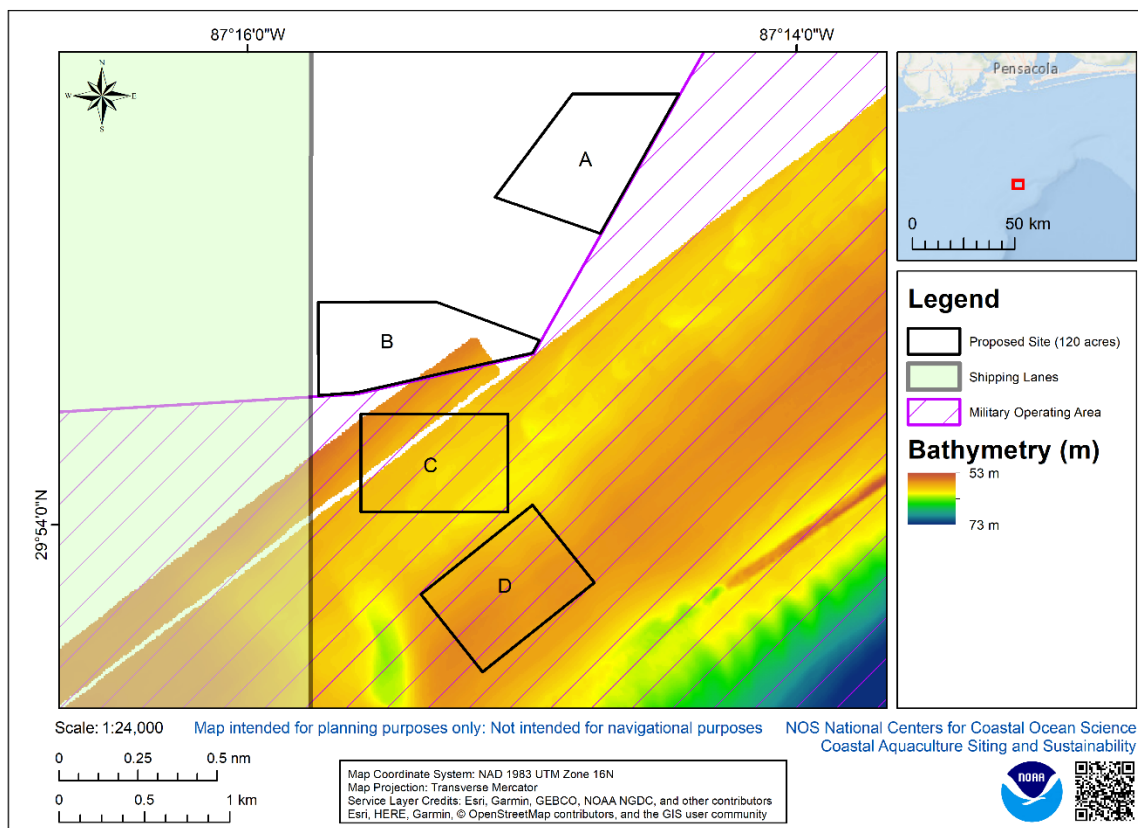 87°16'0"W
87°14'0"W
N
W
E
S
A
B
C
D
29°54'0"N
Pensacola
0
50 km
Legend
Proposed Site (120 acres)
Shipping Lanes
Military Operating Area
Bathymetry (m)
53 m
73 m
Scale: 1:24,000
Map intended for planning purposes only: Not intended for navigational purposes
NOS National Centers for Coastal Ocean Science
Coastal Aquaculture Siting and Sustainability
0
0.25
0.5 nm
0
0.5
1 km
Map Coordinate System: NAD 1983 UTM Zone 16N
Map Projection: Transverse Mercator
Service Layer Credits: Esri, Garmin, GEBCO, NOAA NGDC, and other contributors
Esri, HERE, Garmin, © OpenStreetMap contributors, and the GIS user community
NOAA